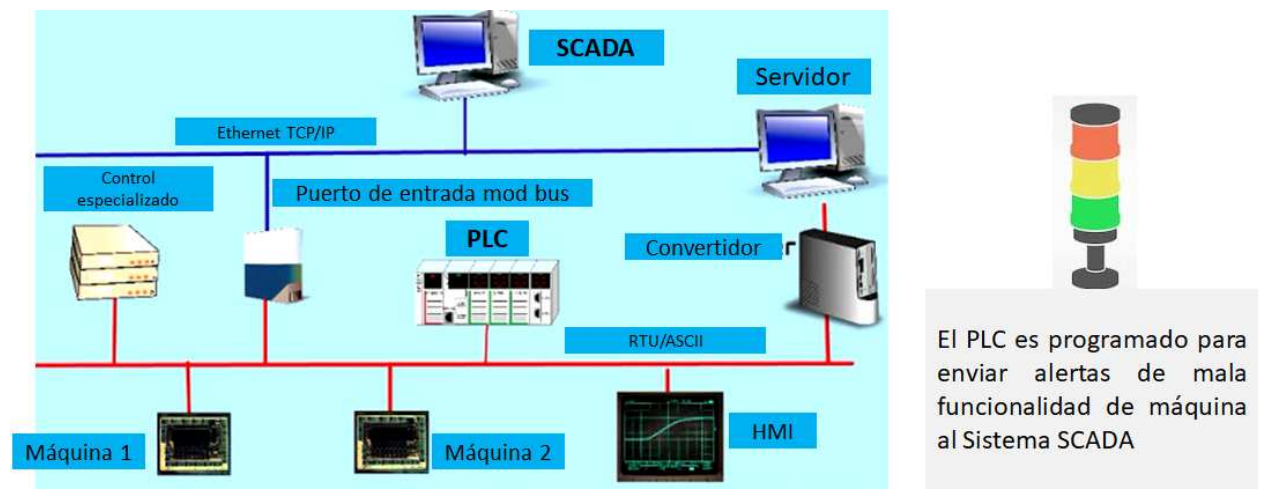 SCADA
Servidor
Ethernet TCP/IP
Control
especializado
Puerto de entrada mod bus
PLC
Convertidor
er
RTU/ASCII
Máquina 1
Máquina 2
HMI
El PLC es programado para
enviar alertas de mala
funcionalidad de máquina
al Sistema SCADA